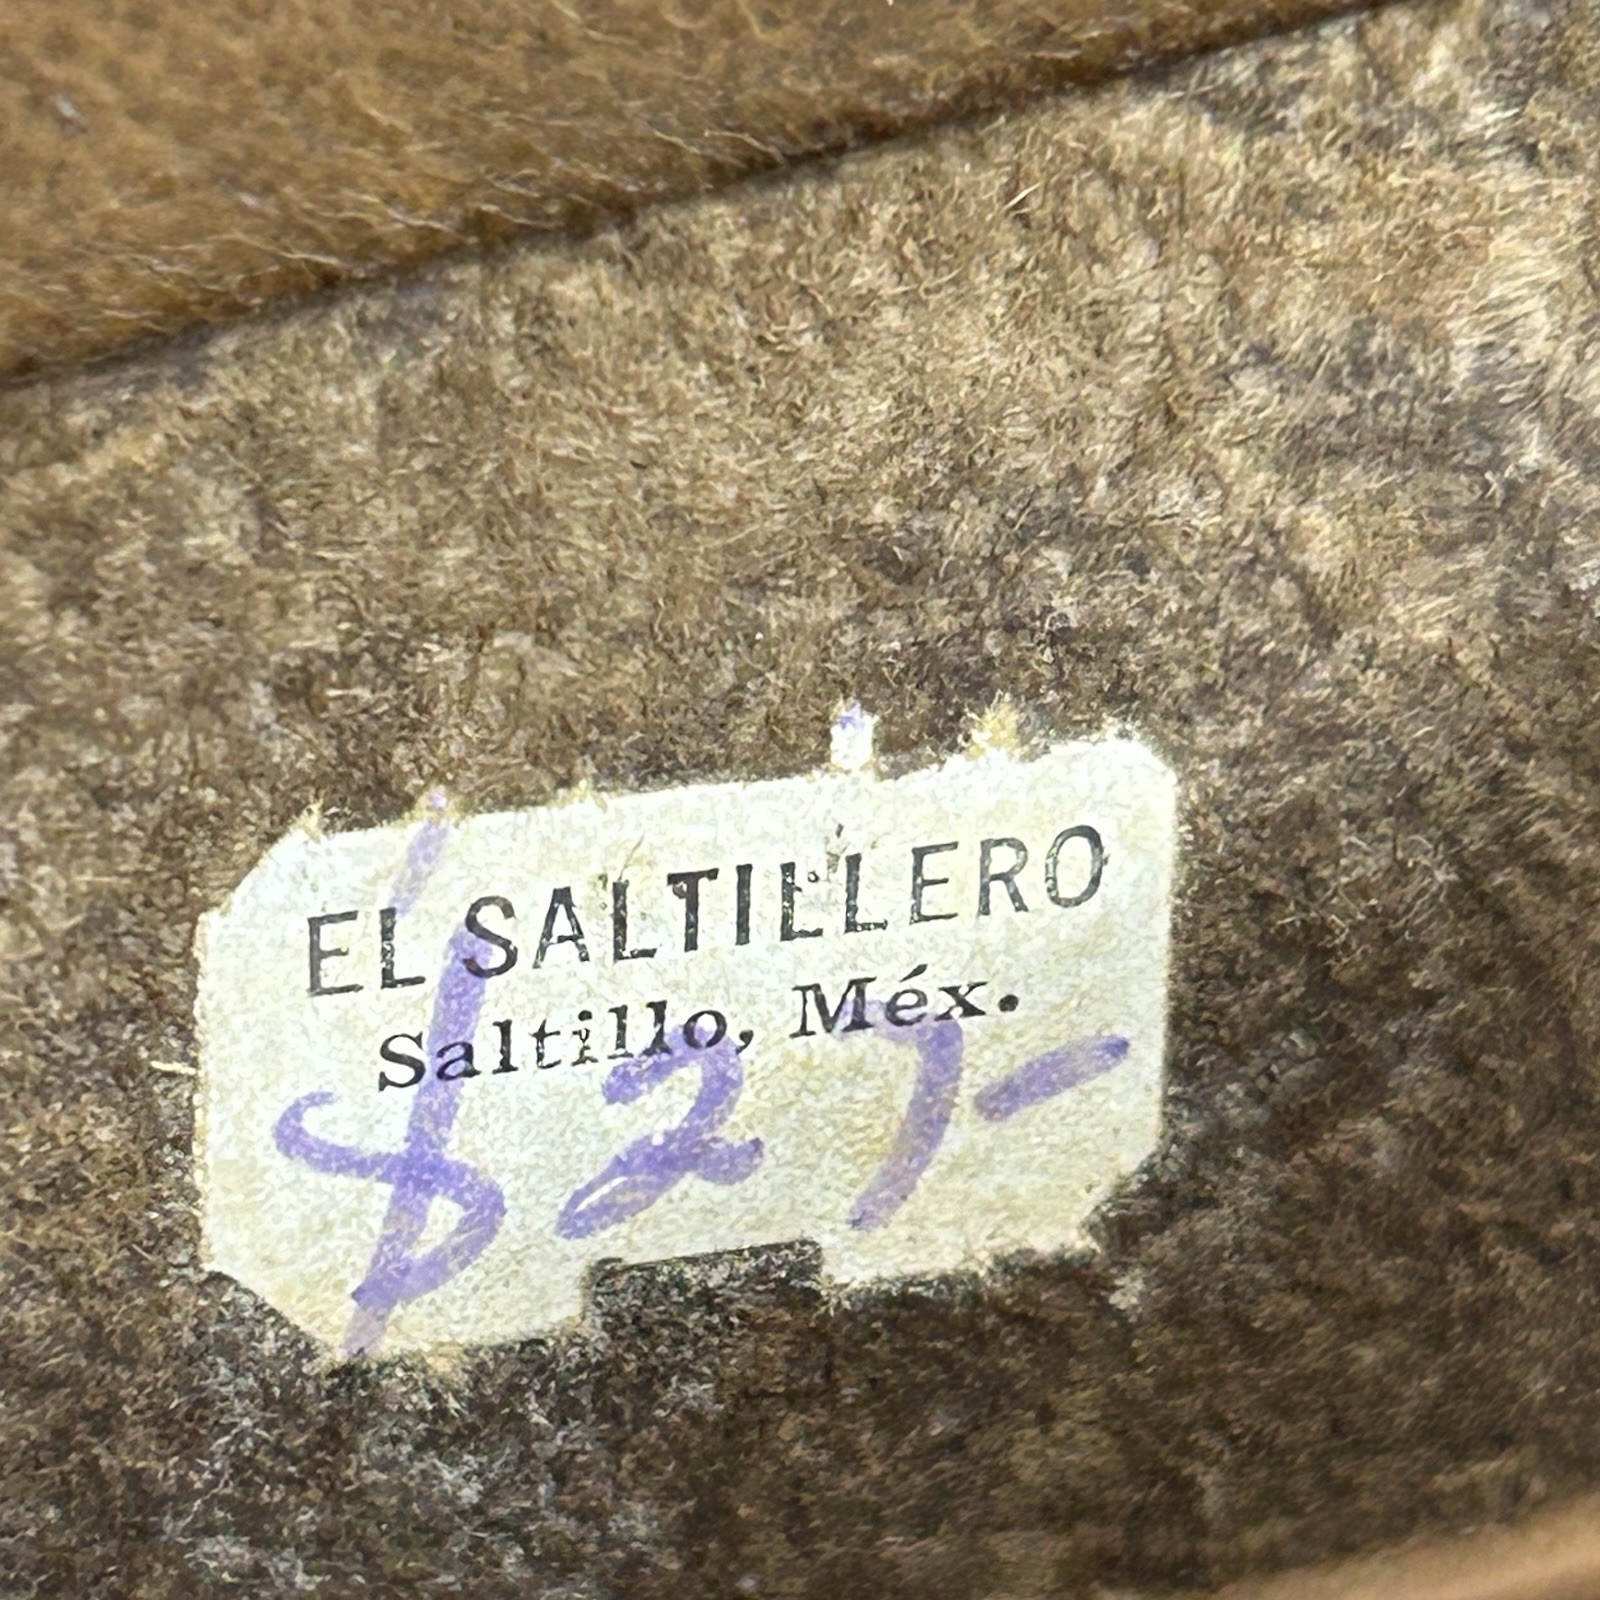 EL SALTILLERO
Saltillo, Méx.
$27-